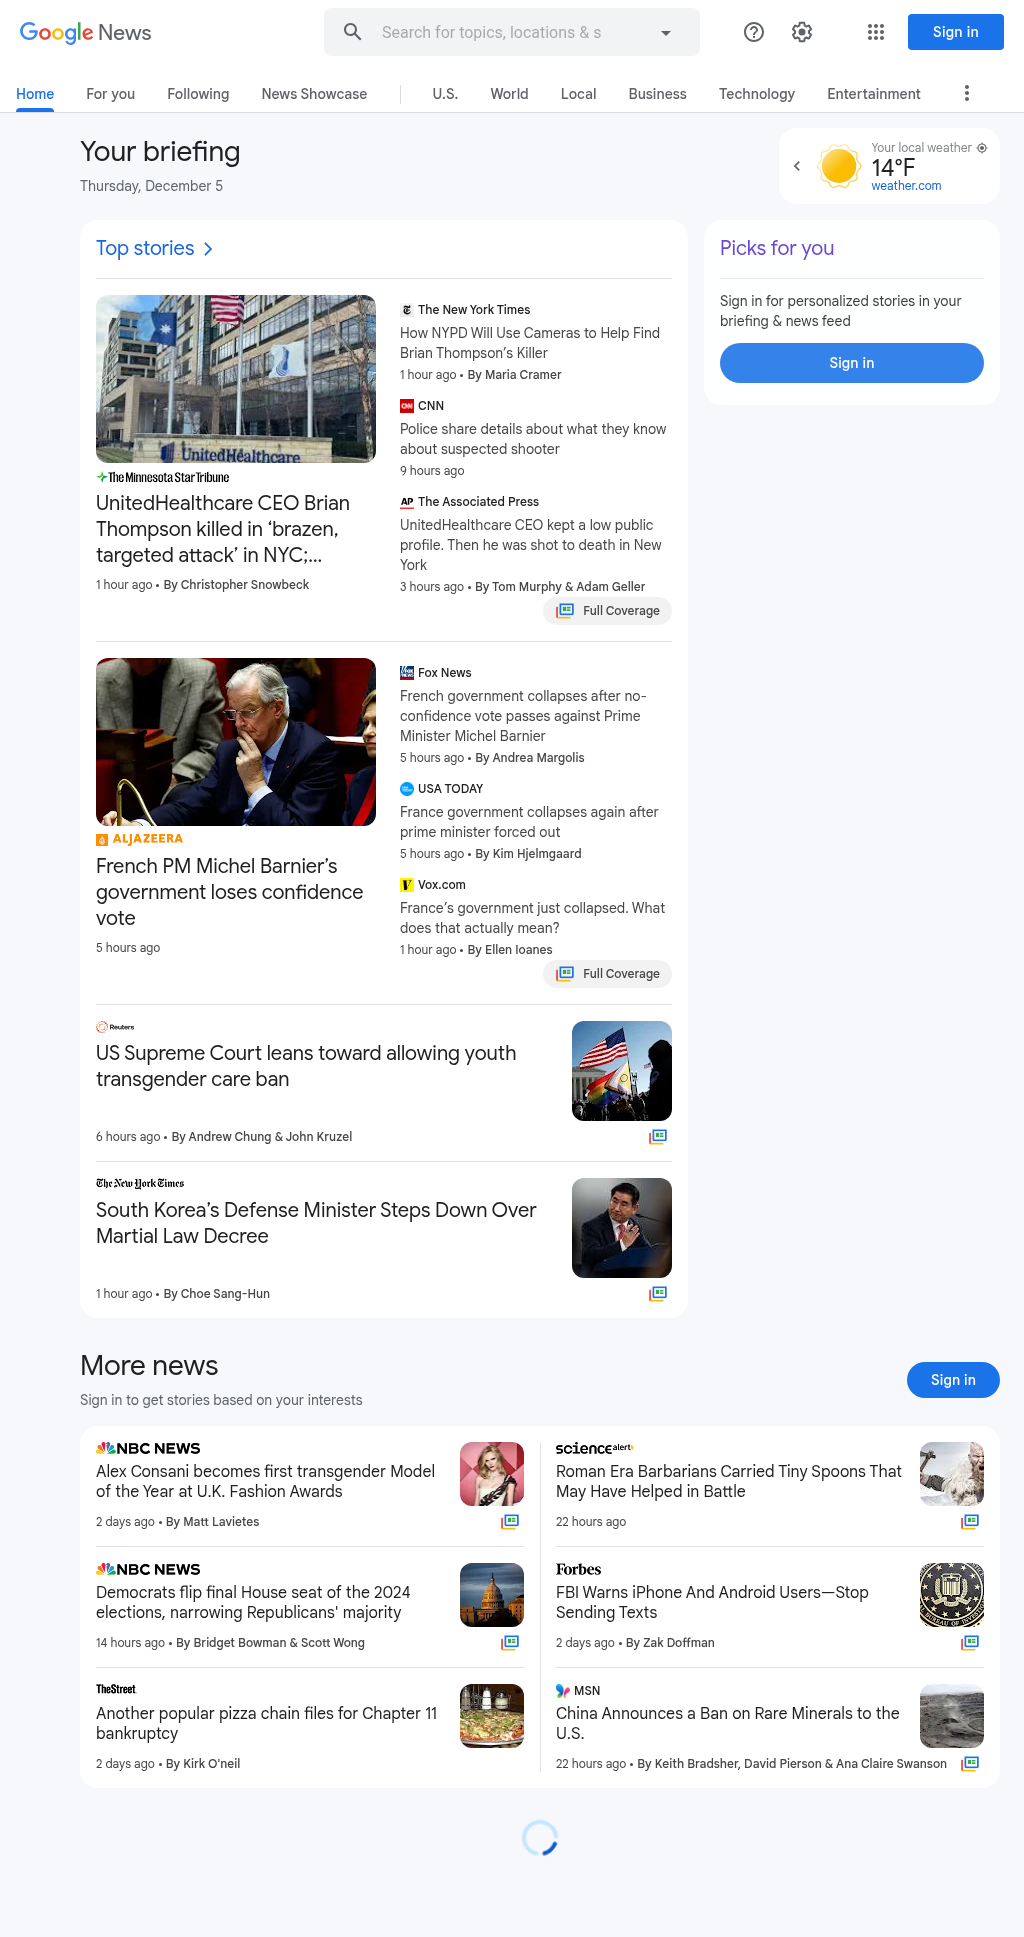 Google News
Search for topics, locations & s
Sign in
Home For you Following News Showcase U.S. World Local Business Technology Entertainment
Your briefing
Thursday, December 5
Your local weather
14°F
weather.com
Top stories
UnitedHealthcare
The Minnesota Star Tribune
UnitedHealthcare CEO Brian
Thompson killed in ‘brazen,
targeted attack’ in NYC;...
1 hour ago • By Christopher Snowbeck
The New York Times
How NYPD Will Use Cameras to Help Find
Brian Thompson’s Killer
1 hour ago • By Maria Cramer
CNN
Police share details about what they know
about suspected shooter
9 hours ago
AP The Associated Press
UnitedHealthcare CEO kept a low public
profile. Then he was shot to death in New
York
3 hours ago • By Tom Murphy & Adam Geller
Full Coverage
Picks for you
Sign in for personalized stories in your
briefing & news feed
Sign in
ALJAZEERA
French PM Michel Barnier’s
government loses confidence
vote
5 hours ago
Fox News
French government collapses after no-
confidence vote passes against Prime
Minister Michel Barnier
5 hours ago • By Andrea Margolis
USA TODAY
France government collapses again after
prime minister forced out
5 hours ago • By Kim Hjelmgaard
Vox.com
France’s government just collapsed. What
does that actually mean?
1 hour ago • By Ellen Ioanes
Full Coverage
Reuters
US Supreme Court leans toward allowing youth
transgender care ban
6 hours ago • By Andrew Chung & John Kruzel
The New York Times
South Korea’s Defense Minister Steps Down Over
Martial Law Decree
1 hour ago • By Choe Sang-Hun
More news
Sign in to get stories based on your interests
Sign in
NBC NEWS
Alex Consani becomes first transgender Model
of the Year at U.K. Fashion Awards
2 days ago • By Matt Lavietes
NBC NEWS
Democrats flip final House seat of the 2024
elections, narrowing Republicans' majority
14 hours ago • By Bridget Bowman & Scott Wong
TheStreet
Another popular pizza chain files for Chapter 11
bankruptcy
2 days ago • By Kirk O'neil
sciencealert
Roman Era Barbarians Carried Tiny Spoons That
May Have Helped in Battle
22 hours ago
Forbes
FBI Warns iPhone And Android Users—Stop
Sending Texts
2 days ago • By Zak Doffman
MSN
China Announces a Ban on Rare Minerals to the
U.S.
22 hours ago • By Keith Bradsher, David Pierson & Ana Claire Swanson